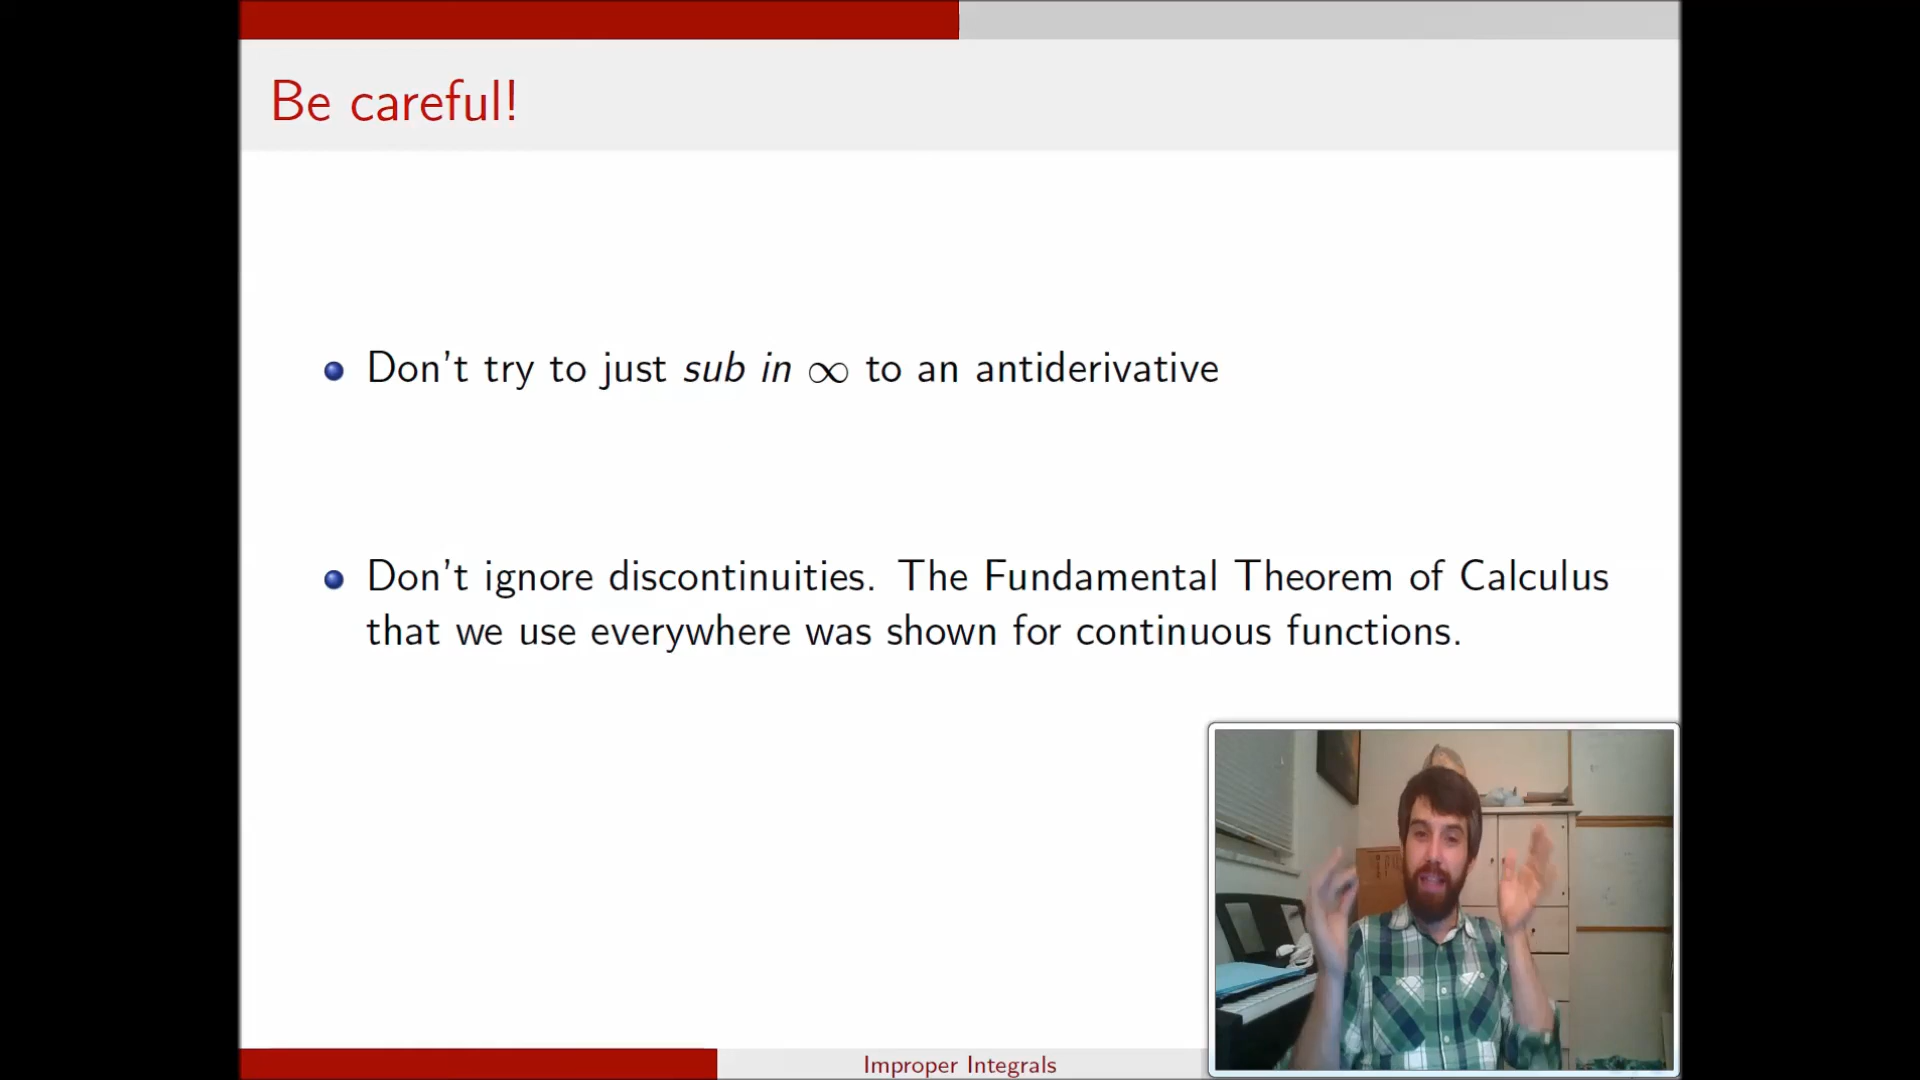 Be careful!
Don't try to just sub in ∞ to an antiderivative
Don't ignore discontinuities. The Fundamental Theorem of Calculus
that we use everywhere was shown for continuous functions.
Improper Integrals